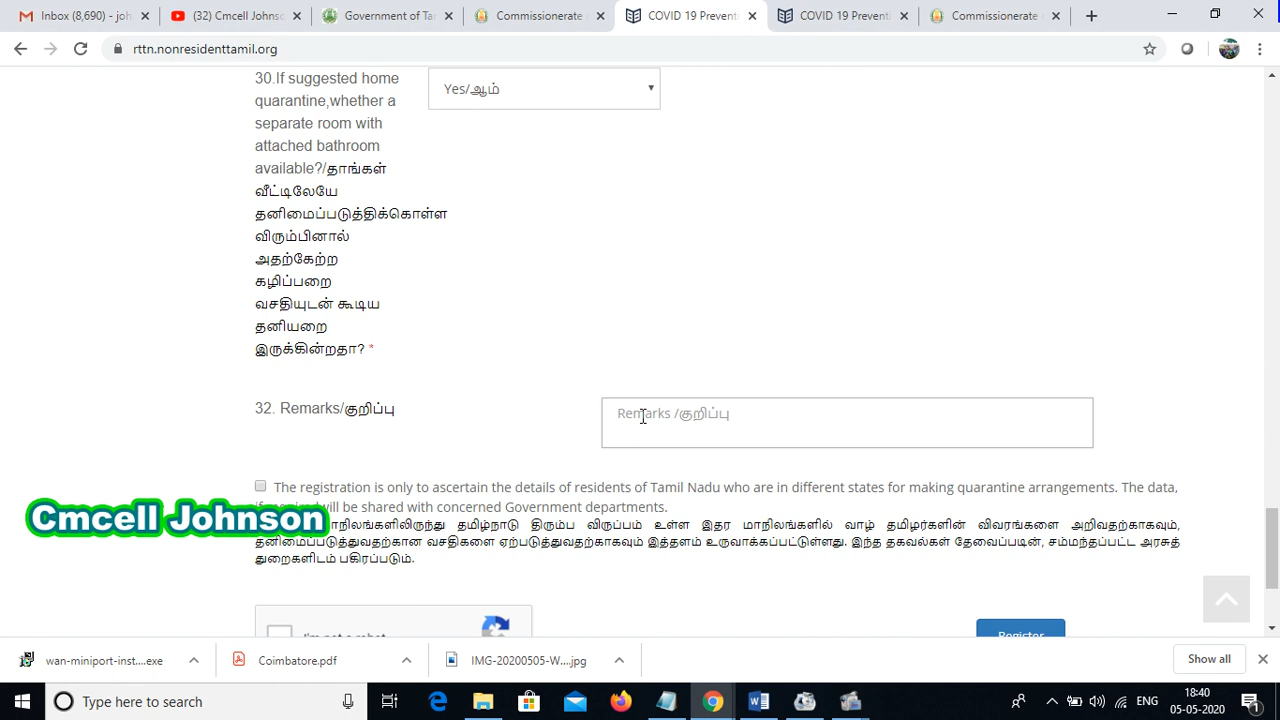 Inbox (8,690) - joh
(32) Cmcell Johnso
Government of Tar
Commissionerate
COVID 19 Preventi
COVID 19 Preventi
Commissionerate
rttn.nonresidenttamil.org
30.If suggested home
quarantine,whether a
separate room with
attached bathroom
available?/தாங்கள்
வீட்டிலேயே
தனிமைப்படுத்திக்கொள்ள
விரும்பினால்
அதற்கேற்ற
கழிப்பறை
வசதியுடன் கூடிய
தனியறை
இருக்கின்றதா? *
Yes/ஆம்
32. Remarks/குறிப்பு
Remarks /குறிப்பு
The registration is only to ascertain the details of residents of Tamil Nadu who are in different states for making quarantine arrangements. The data,
will be shared with concerned Government departments.
மாநிலங்களிலிருந்து தமிழ்நாடு திரும்ப விருப்பம் உள்ள இதர மாநிலங்களில் வாழ் தமிழர்களின் விவரங்களை அறிவதற்காகவும்,
தனிமைப்படுத்துவதற்கான வசதிகளை ஏற்படுத்துவதற்காகவும் இத்தளம் உருவாக்கப்பட்டுள்ளது. இந்த தகவல்கள் தேவைப்படின், சம்மந்தப்பட்ட அரசுத்
துறைகளிடம் பகிரப்படும்.
Cmcell Johnson
I'm not a robot
Register
wan-miniport-inst....exe
Coimbatore.pdf
IMG-20200505-W....jpg
Show all
Type here to search
ENG
18:40
05-05-2020
1